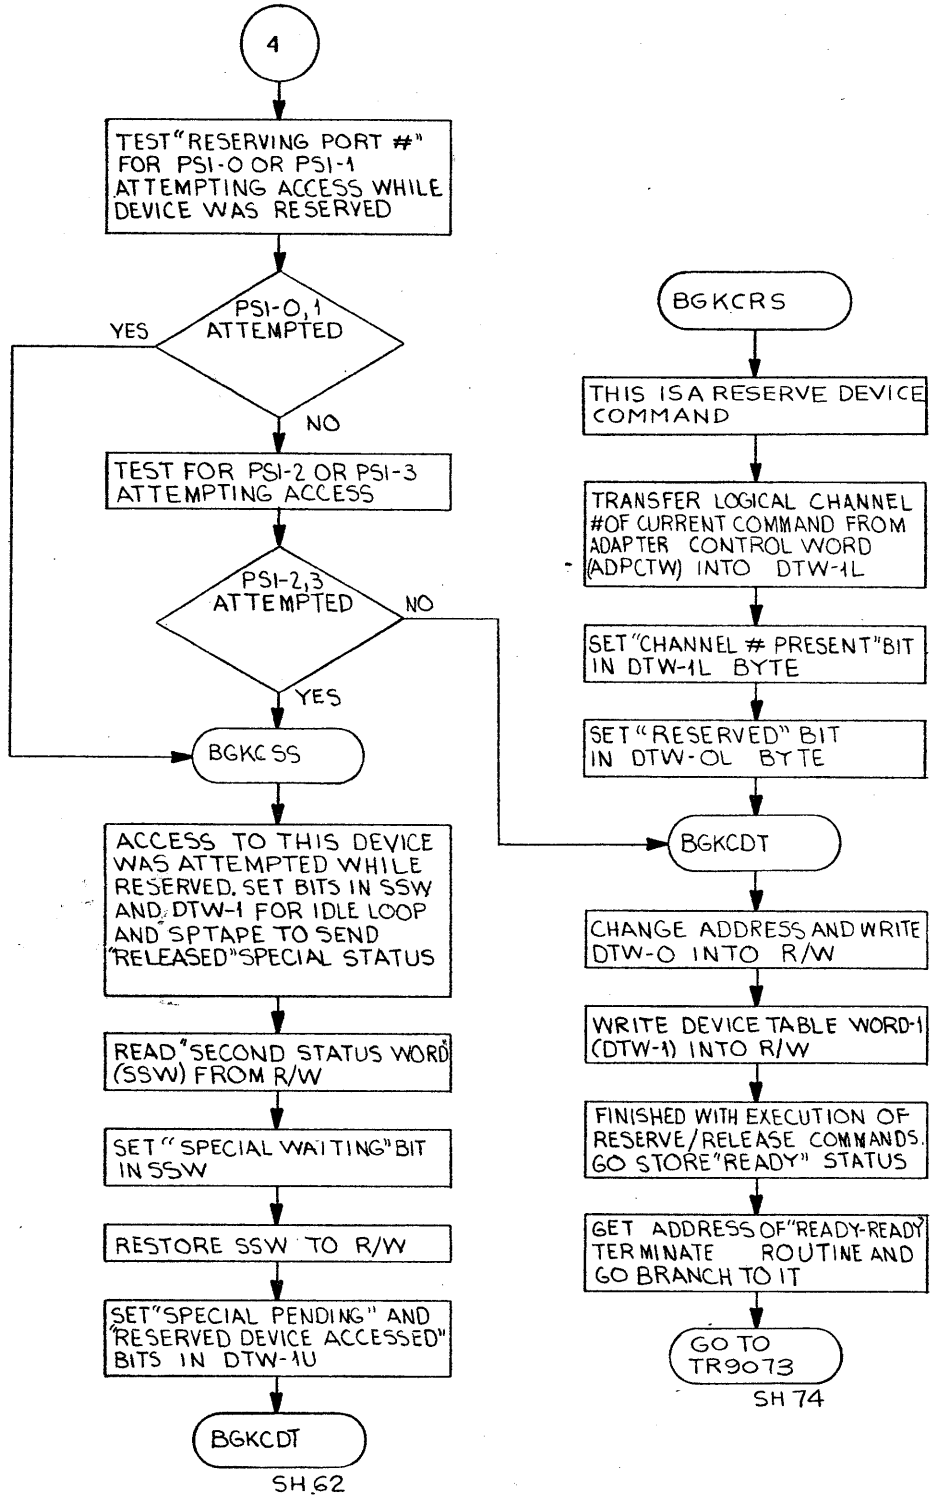 4
TEST "RESERVING PORT #"
FOR PSI-0 OR PSI-1
ATTEMPTING ACCESS WHILE
DEVICE WAS RESERVED
PSI-0,1
ATTEMPTED
YES
NO
TEST FOR PSI-2 OR PSI-3
ATTEMPTING ACCESS
PSI-2,3
ATTEMPTED
NO
YES
BGKCSS
ACCESS TO THIS DEVICE
WAS ATTEMPTED WHILE
RESERVED. SET BITS IN SSW
AND DTW-1 FOR IDLE LOOP
AND SPTAPE TO SEND
"RELEASED" SPECIAL STATUS
READ "SECOND STATUS WORD"
(SSW) FROM R/W
SET "SPECIAL WAITING" BIT
IN SSW
RESTORE SSW TO R/W
SET "SPECIAL PENDING" AND
"RESERVED DEVICE ACCESSED"
BITS IN DTW-1U
BGKCDT
SH.62
BGKCRS
THIS IS A RESERVE DEVICE
COMMAND
TRANSFER LOGICAL CHANNEL
# OF CURRENT COMMAND FROM
ADAPTER CONTROL WORD
(ADPCTW) INTO DTW-1L
SET "CHANNEL # PRESENT" BIT
IN DTW-1L BYTE
SET "RESERVED" BIT
IN DTW-0L BYTE
BGKCDT
CHANGE ADDRESS AND WRITE
DTW-0 INTO R/W
WRITE DEVICE TABLE WORD-1
(DTW-1) INTO R/W
FINISHED WITH EXECUTION OF
RESERVE/RELEASE COMMANDS.
GO STORE "READY" STATUS
GET ADDRESS OF "READY-READY"
TERMINATE ROUTINE AND
GO BRANCH TO IT
GO TO
TR9073
SH 74